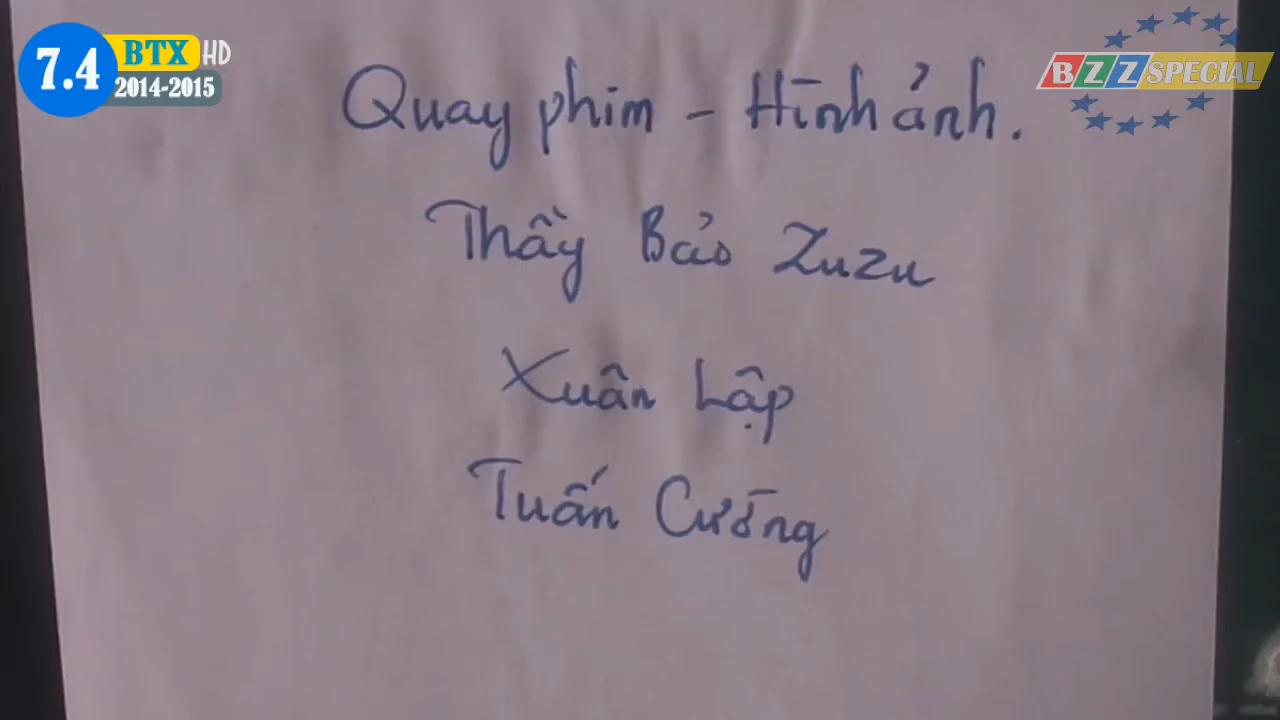 7.4 BTX HD
2014-2015
BZZ SPECIAL
Quay phim - Hình ảnh.
Thầy Bảo Zuzu
Xuân Lập
Tuấn Cường